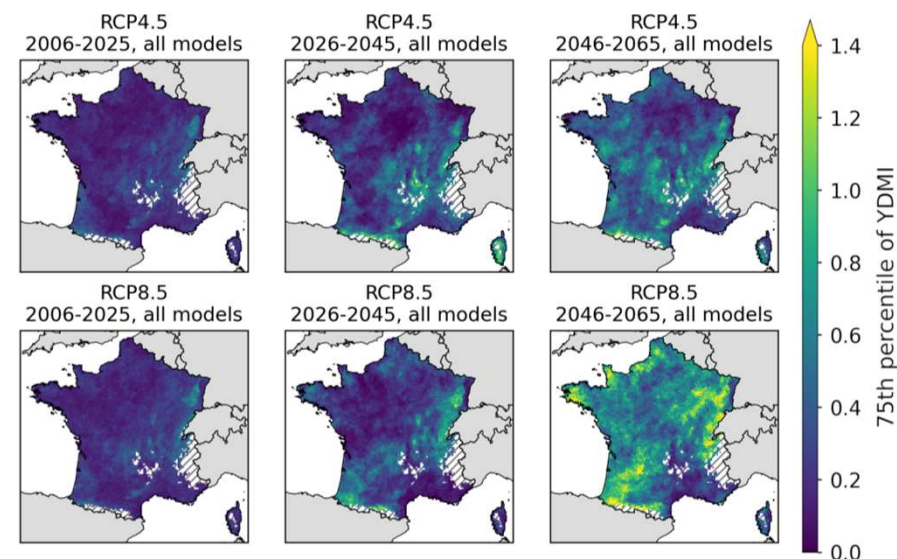 RCP4.5
2006-2025, all models
RCP4.5
2026-2045, all models
RCP4.5
2046-2065, all models
RCP8.5
2006-2025, all models
RCP8.5
2026-2045, all models
RCP8.5
2046-2065, all models
1.4
1.2
1.0
0.8
0.6
0.4
0.2
0.0
75th percentile of YDMI